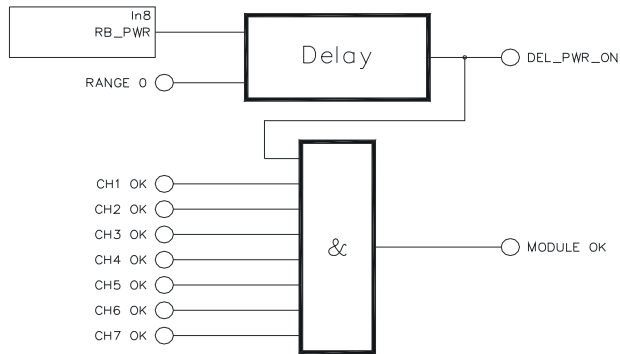 In8
RB_PWR
Delay
DEL_PWR_ON
RANGE 0
CH1 OK
CH2 OK
CH3 OK
&
MODULE OK
CH4 OK
CH5 OK
CH6 OK
CH7 OK